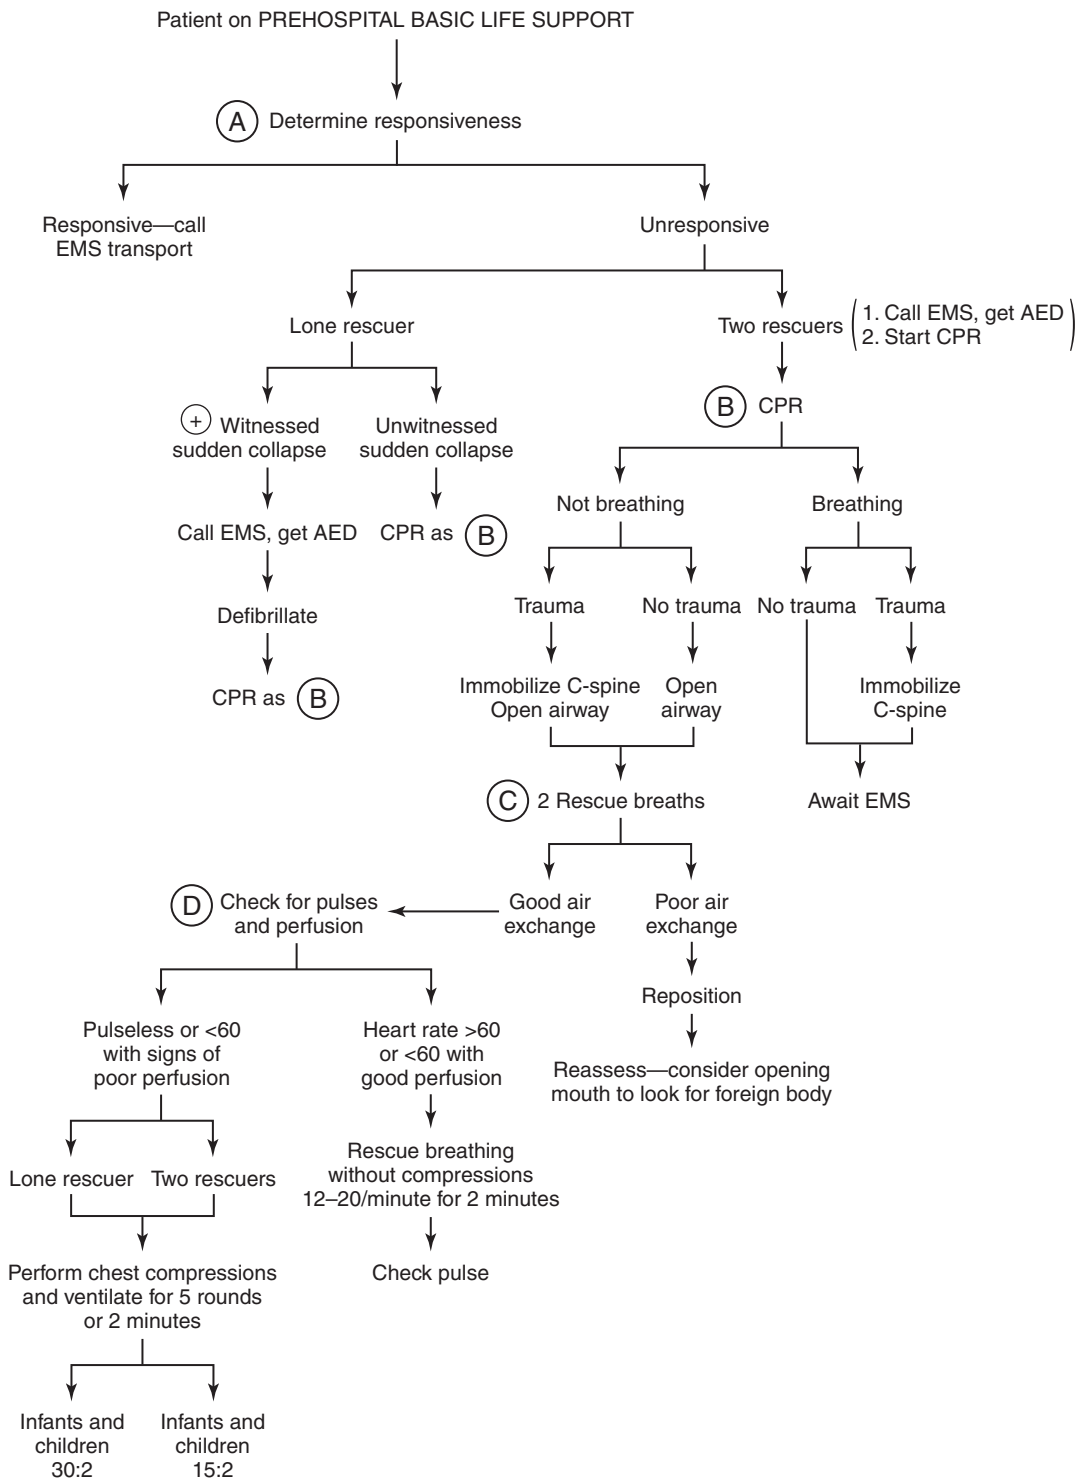 Patient on PREHOSPITAL BASIC LIFE SUPPORT
A Determine responsiveness
Responsive—call
EMS transport
Unresponsive
Lone rescuer
Two rescuers
1. Call EMS, get AED
2. Start CPR
+ Witnessed
sudden collapse
Unwitnessed
sudden collapse
B CPR
Call EMS, get AED
CPR as B
Defibrillate
CPR as B
Not breathing
Breathing
Trauma
No trauma
No trauma
Trauma
Immobilize C-spine
Open airway
Open
airway
Immobilize
C-spine
C 2 Rescue breaths
Await EMS
D Check for pulses
and perfusion
Good air
exchange
Poor air
exchange
Reposition
Reassess—consider opening
mouth to look for foreign body
Pulseless or <60
with signs of
poor perfusion
Heart rate >60
or <60 with
good perfusion
Lone rescuer
Two rescuers
Rescue breathing
without compressions
12–20/minute for 2 minutes
Check pulse
Perform chest compressions
and ventilate for 5 rounds
or 2 minutes
Infants and
children
30:2
Infants and
children
15:2